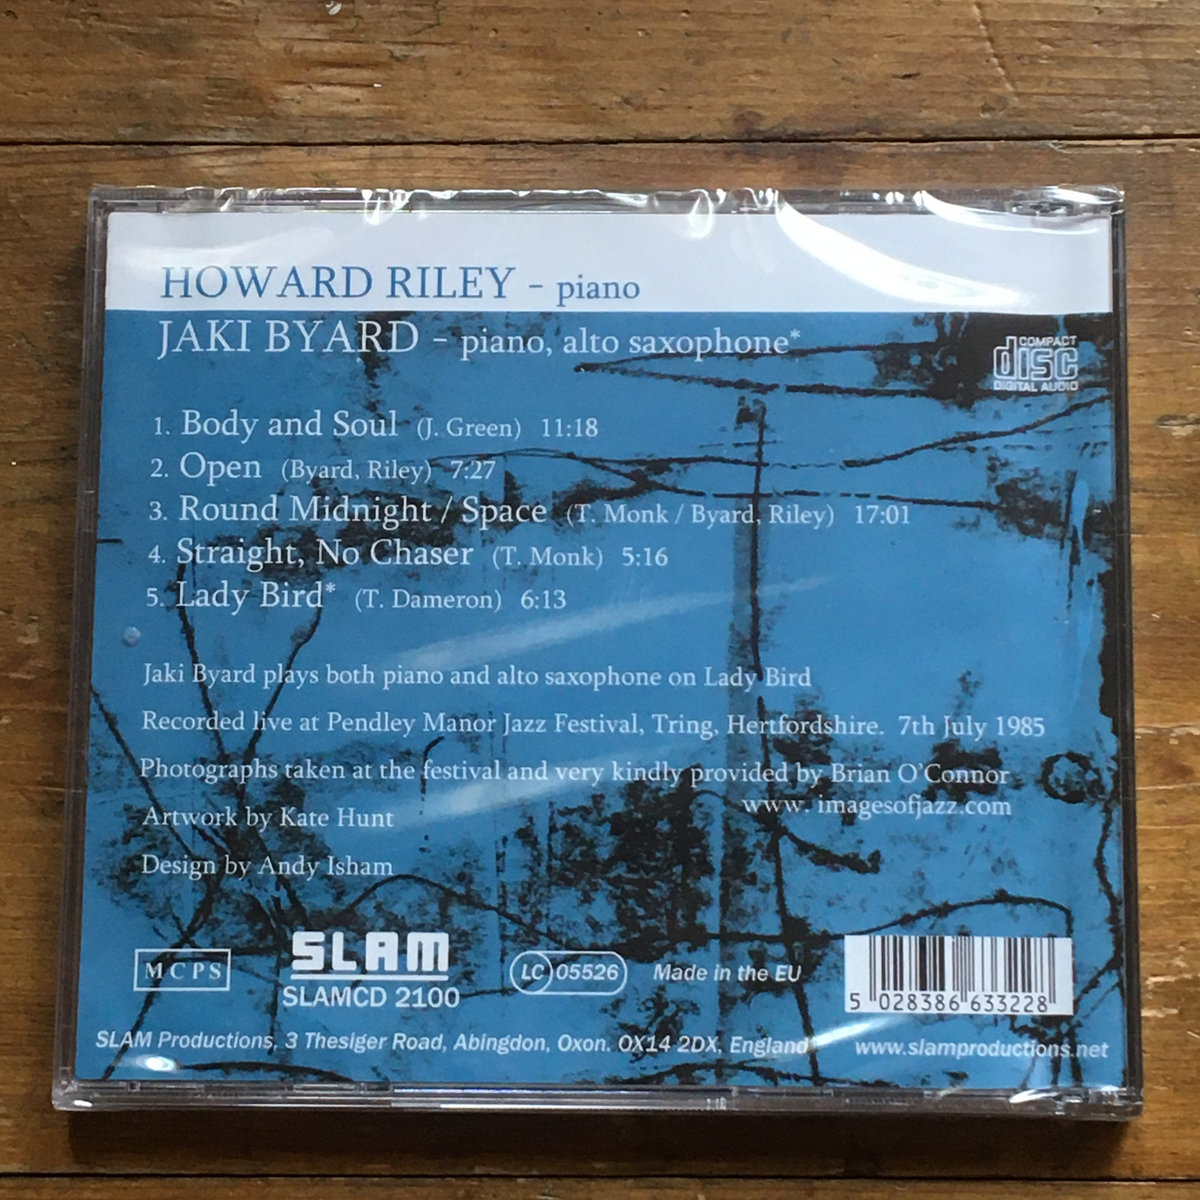 HOWARD RILEY - piano
JAKI BYARD - piano, alto saxophone*
COMPACT
disc
DIGITAL AUDIO
1. Body and Soul (J. Green) 11:18
2. Open (Byard, Riley) 7:27
3. Round Midnight / Space (T. Monk / Byard, Riley) 17:01
4. Straight, No Chaser (T. Monk) 5:16
5. Lady Bird* (T. Dameron) 6:13
Jaki Byard plays both piano and alto saxophone on Lady Bird
Recorded live at Pendley Manor Jazz Festival, Tring, Hertfordshire. 7th July 1985
Photographs taken at the festival and very kindly provided by Brian O'Connor
www. imagesofjazz.com
Artwork by Kate Hunt
Design by Andy Isham
MCPS
SLAM
SLAMCD 2100
LC 05526
Made in the EU
5 028386 633228
SLAM Productions, 3 Thesiger Road, Abingdon, Oxon. OX14 2DX, England
www.slamproductions.net